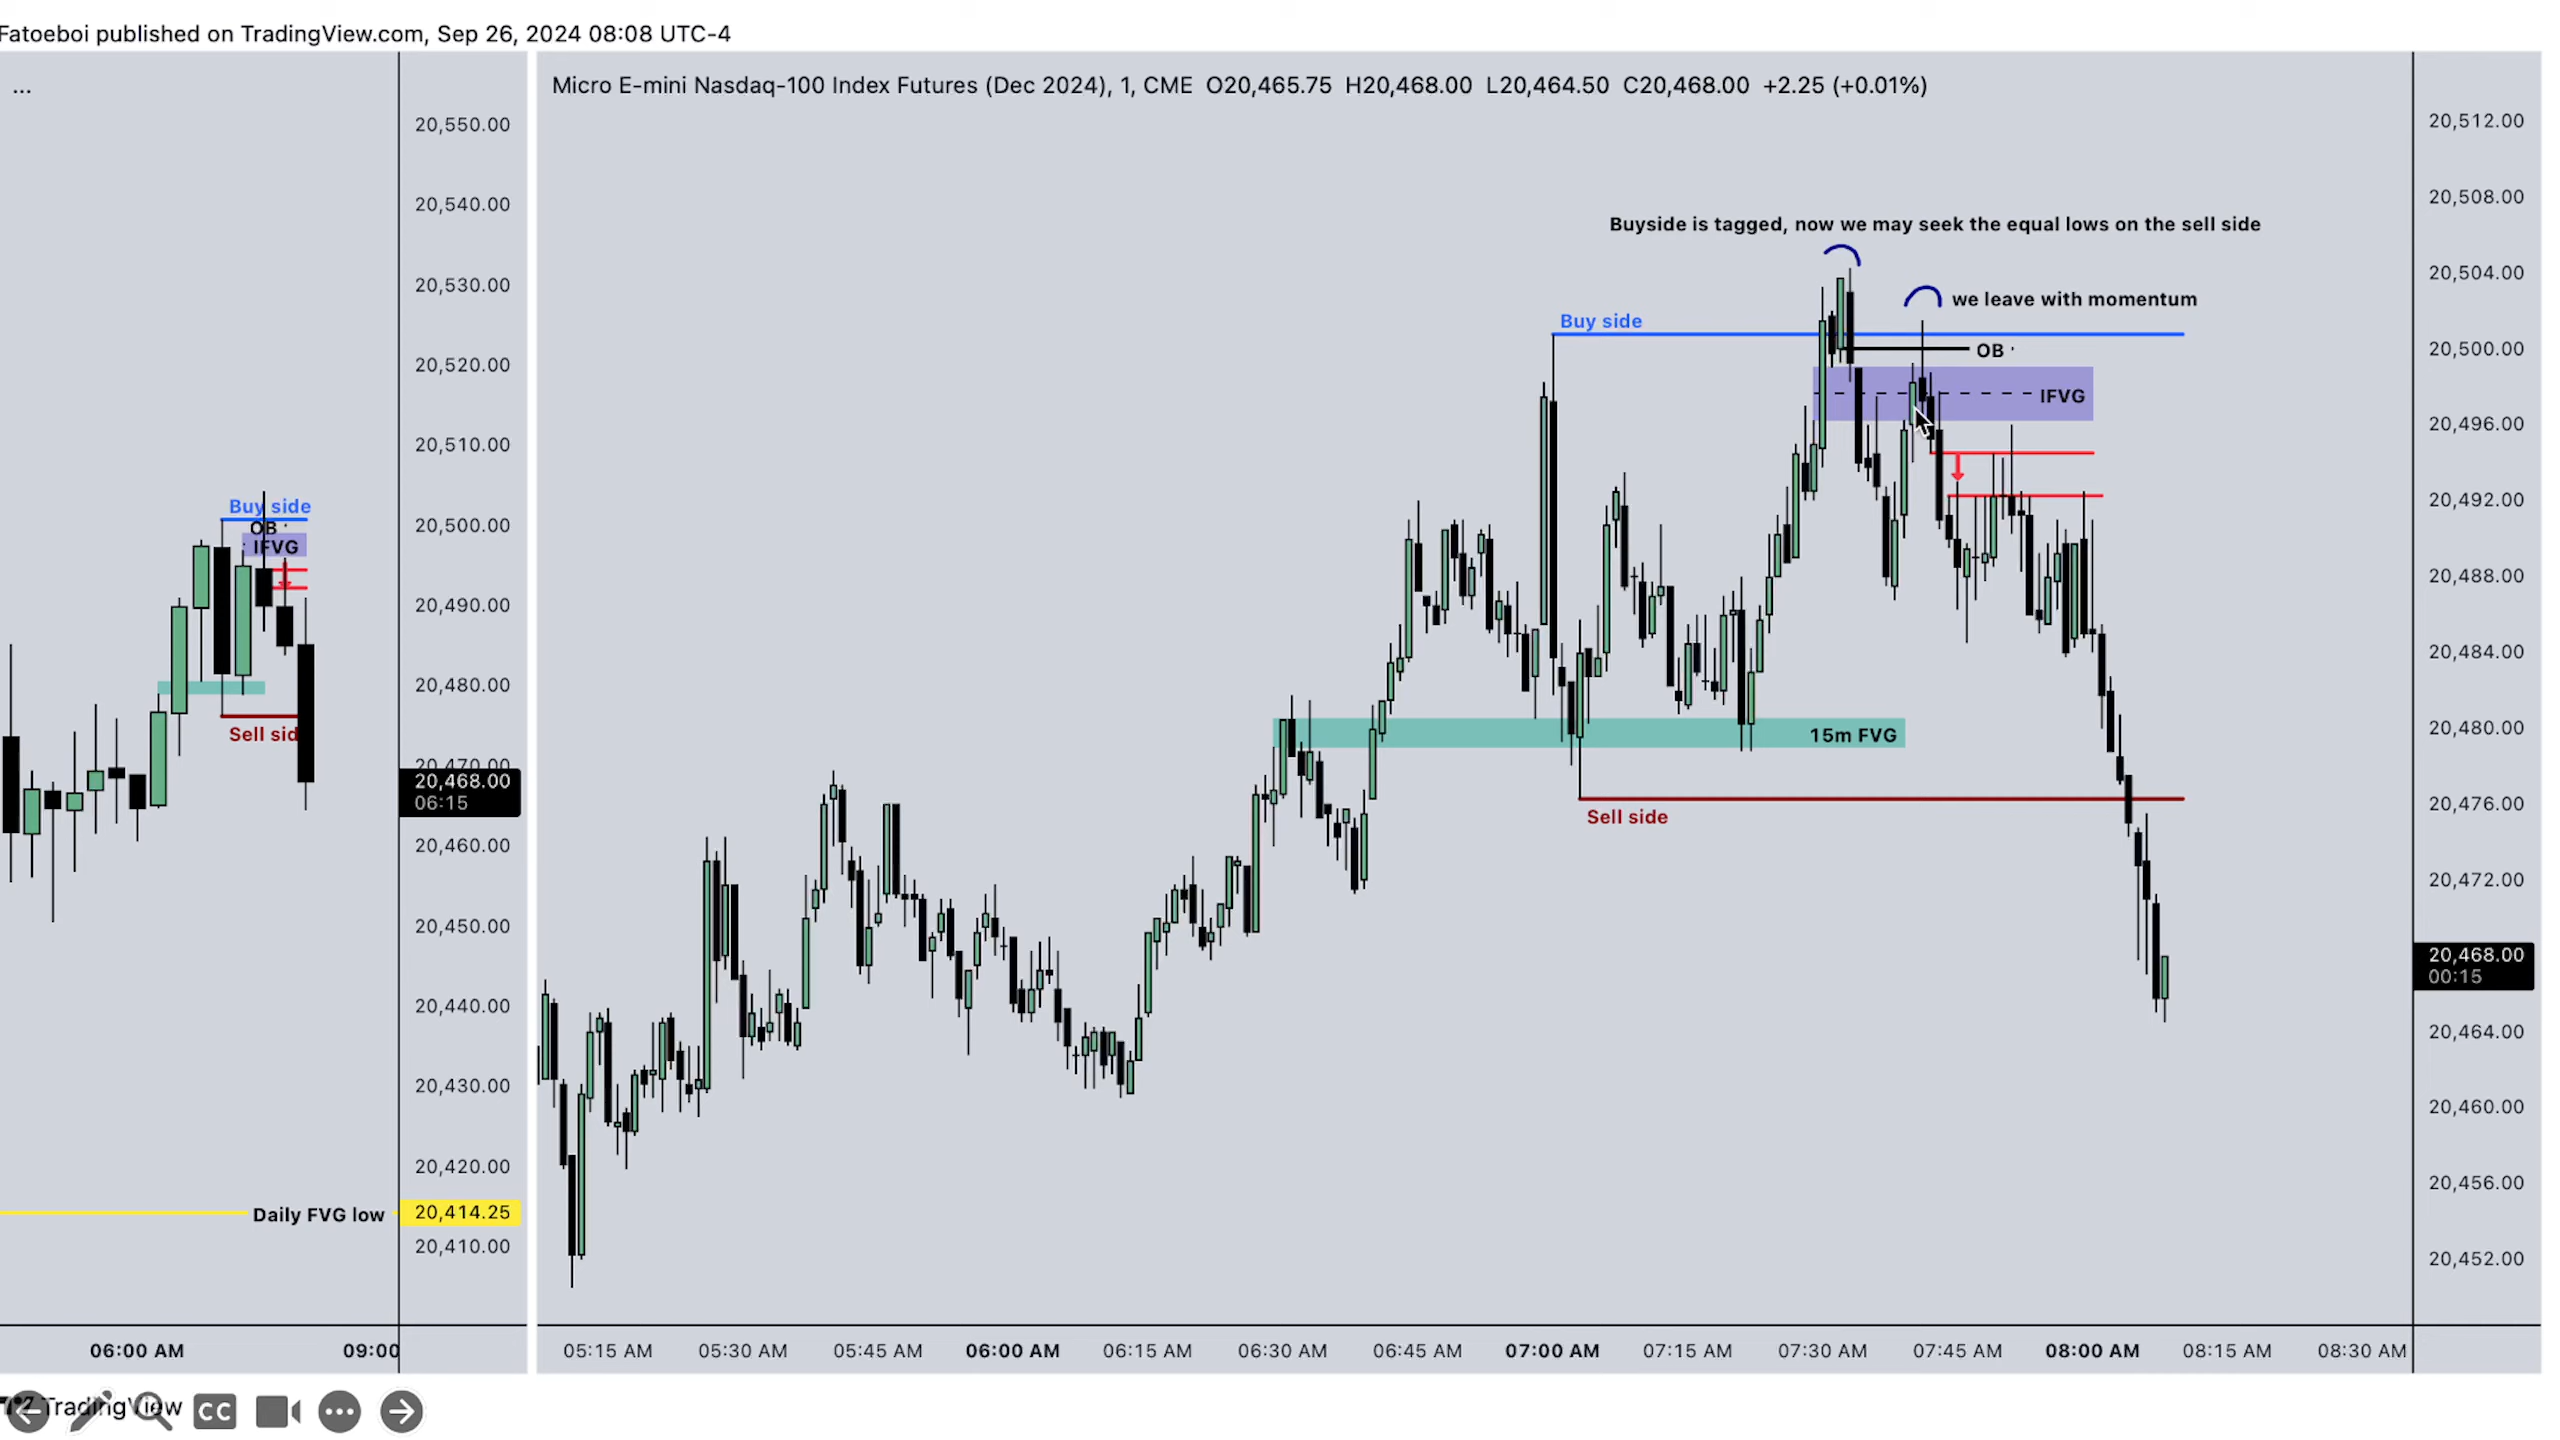 Fatoeboi published on TradingView.com, Sep 26, 2024 08:08 UTC-4
...
20,550.00
20,540.00
20,530.00
20,520.00
20,510.00
20,500.00
20,490.00
20,480.00
20,470.00
20,468.00
06:15
20,460.00
20,450.00
20,440.00
20,430.00
20,420.00
20,414.25
20,410.00
Buy side
OB
IFVG
Sell sid
Daily FVG low
06:00 AM 09:00
Micro E-mini Nasdaq-100 Index Futures (Dec 2024), 1, CME O20,465.75 H20,468.00 L20,464.50 C20,468.00 +2.25 (+0.01%)
Buyside is tagged, now we may seek the equal lows on the sell side
we leave with momentum
Buy side
OB
IFVG
15m FVG
Sell side
20,512.00
20,508.00
20,504.00
20,500.00
20,496.00
20,492.00
20,488.00
20,484.00
20,480.00
20,476.00
20,472.00
20,468.00
00:15
20,464.00
20,460.00
20,456.00
20,452.00
05:15 AM 05:30 AM 05:45 AM 06:00 AM 06:15 AM 06:30 AM 06:45 AM 07:00 AM 07:15 AM 07:30 AM 07:45 AM 08:00 AM 08:15 AM 08:30 AM
TradingView
CC